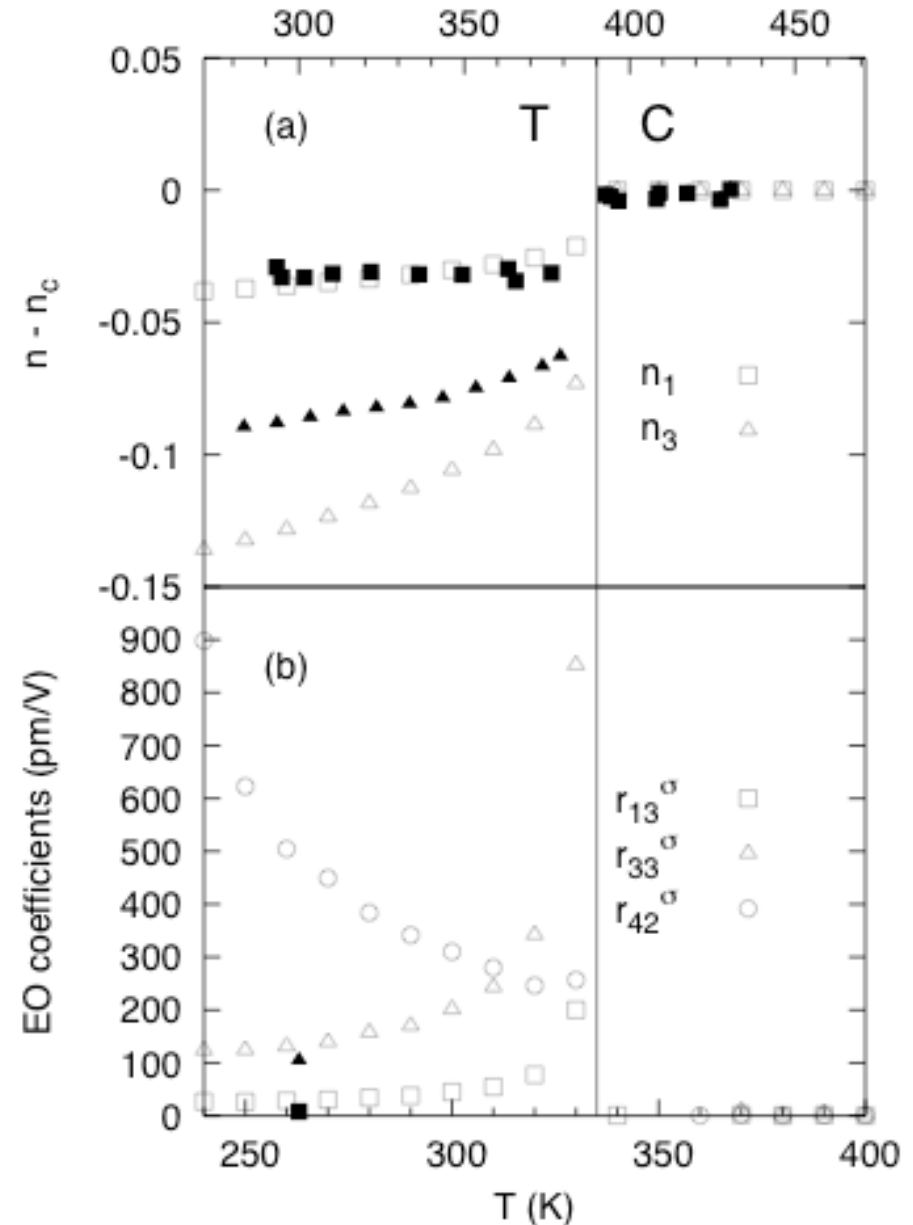 300 350 400 450
0.05
(a) T C
0
n - n_c
-0.05
n_1
n_3
-0.1
-0.15
900
(b)
800
700
EO coefficients (pm/V)
600
r_13^σ
500
r_33^σ
400
r_42^σ
300
200
100
0
250 300 350 400
T (K)